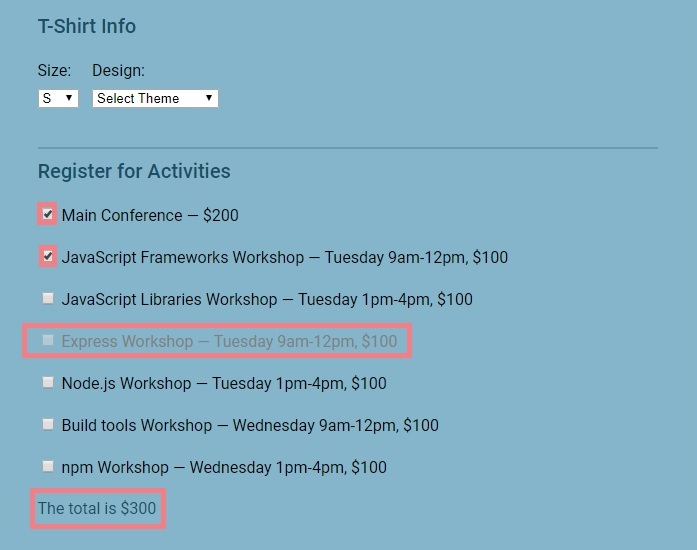 T-Shirt Info
Size: Design:
S Select Theme
Register for Activities
Main Conference — $200
JavaScript Frameworks Workshop — Tuesday 9am-12pm, $100
JavaScript Libraries Workshop — Tuesday 1pm-4pm, $100
Express Workshop — Tuesday 9am-12pm, $100
Node.js Workshop — Tuesday 1pm-4pm, $100
Build tools Workshop — Wednesday 9am-12pm, $100
npm Workshop — Wednesday 1pm-4pm, $100
The total is $300